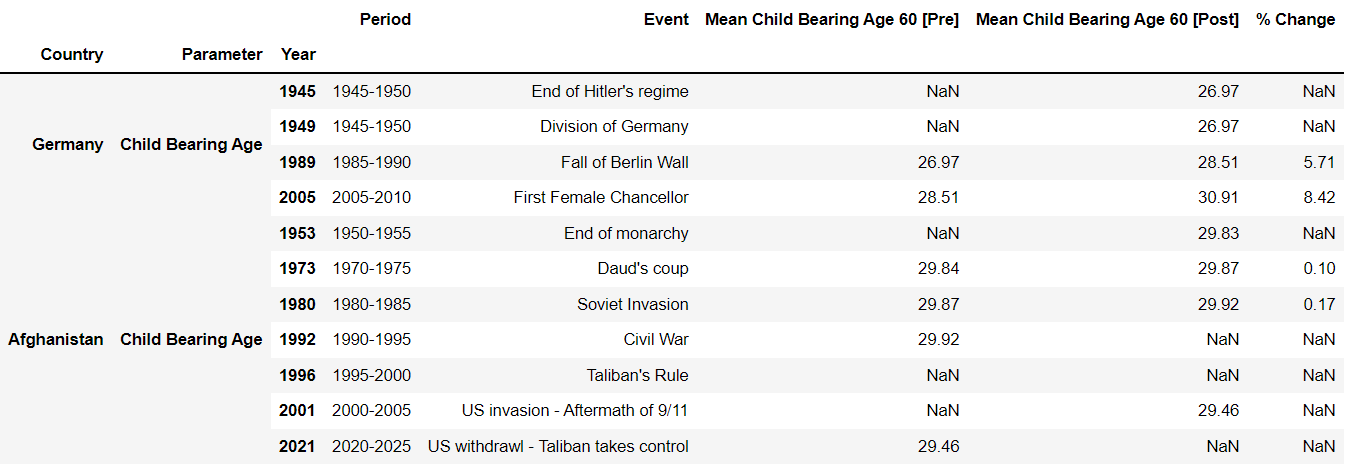 Period Event Mean Child Bearing Age 60 [Pre] Mean Child Bearing Age 60 [Post] % Change
Country Parameter Year
1945 1945-1950 End of Hitler's regime NaN 26.97 NaN
1949 1945-1950 Division of Germany NaN 26.97 NaN
Germany Child Bearing Age
1989 1985-1990 Fall of Berlin Wall 26.97 28.51 5.71
2005 2005-2010 First Female Chancellor 28.51 30.91 8.42
1953 1950-1955 End of monarchy NaN 29.83 NaN
1973 1970-1975 Daud's coup 29.84 29.87 0.10
1980 1980-1985 Soviet Invasion 29.87 29.92 0.17
Afghanistan Child Bearing Age 1992 1990-1995 Civil War 29.92 NaN NaN
1996 1995-2000 Taliban's Rule NaN NaN NaN
2001 2000-2005 US invasion - Aftermath of 9/11 NaN 29.46 NaN
2021 2020-2025 US withdrawl - Taliban takes control 29.46 NaN NaN